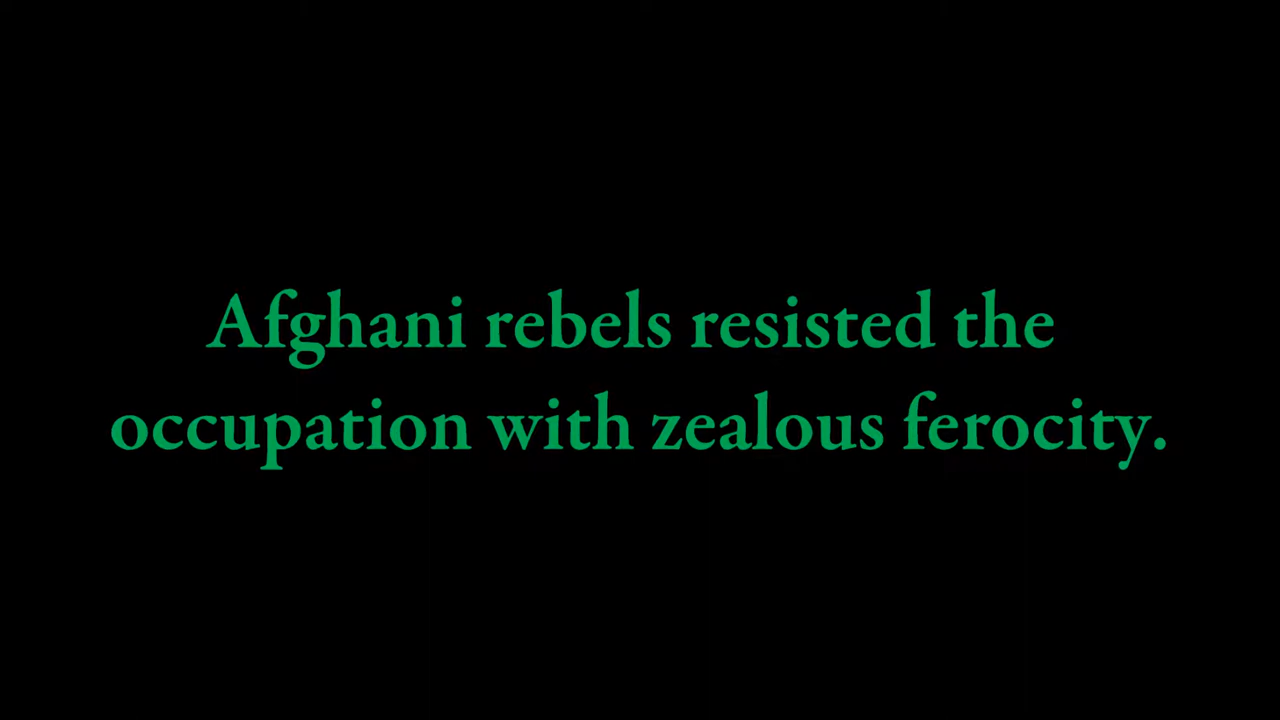 Afghani rebels resisted the
occupation with zealous ferocity.